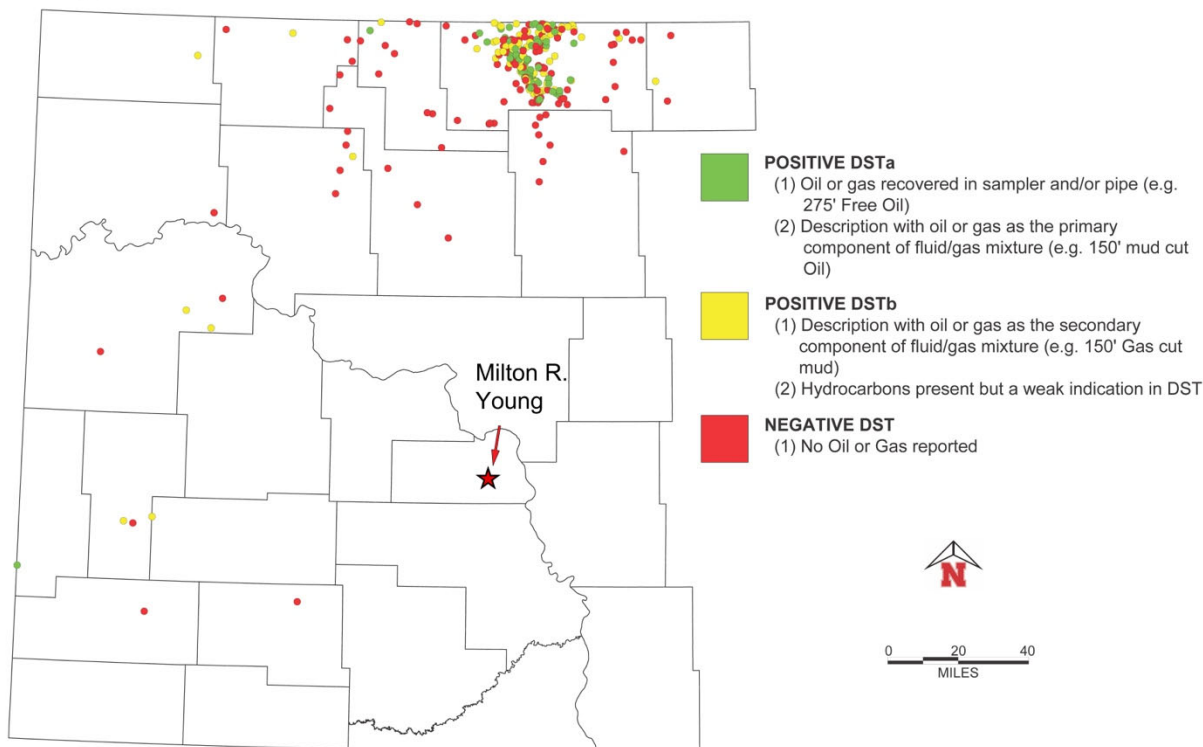 Milton R.
Young
POSITIVE DSTa
(1) Oil or gas recovered in sampler and/or pipe (e.g.
275' Free Oil)
(2) Description with oil or gas as the primary
component of fluid/gas mixture (e.g. 150' mud cut
Oil)
POSITIVE DSTb
(1) Description with oil or gas as the secondary
component of fluid/gas mixture (e.g. 150' Gas cut
mud)
(2) Hydrocarbons present but a weak indication in DST
NEGATIVE DST
(1) No Oil or Gas reported
N
0 20 40
MILES